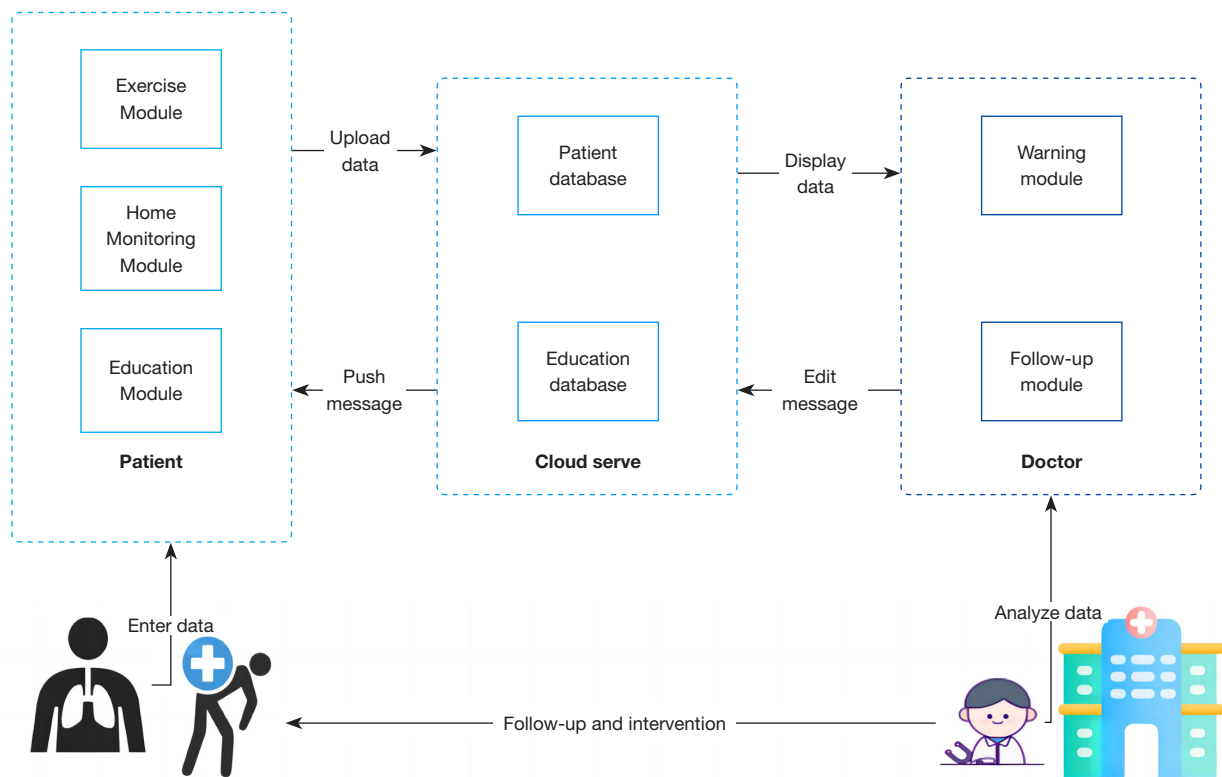 Exercise
Module
Home
Monitoring
Module
Education
Module
Patient
Upload
data
Push
message
Patient
database
Education
database
Cloud serve
Display
data
Edit
message
Warning
module
Follow-up
module
Doctor
Enter data
Analyze data
Follow-up and intervention